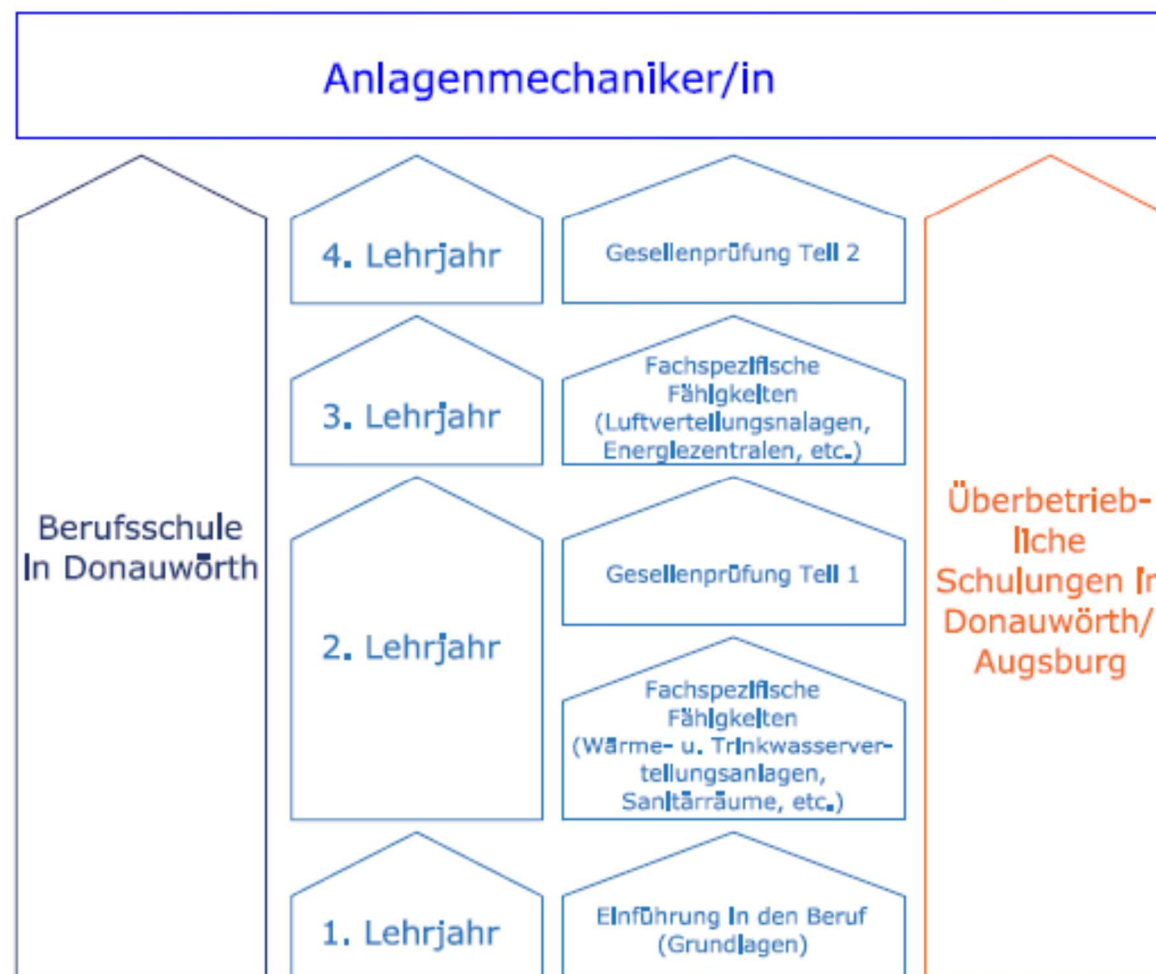 Anlagenmechaniker/in
4. Lehrjahr
Gesellenprüfung Teil 2
3. Lehrjahr
Fachspezifische
Fähigkeiten
(Luftverteilungsnalagen,
Energiezentralen, etc.)
Berufsschule
in Donauwörth
2. Lehrjahr
Gesellenprüfung Teil 1
Fachspezifische
Fähigkeiten
(Wärme- u. Trinkwasserver-
teilungsanlagen,
Sanitärräume, etc.)
Überbetrieb-
liche
Schulungen in
Donauwörth/
Augsburg
1. Lehrjahr
Einführung in den Beruf
(Grundlagen)